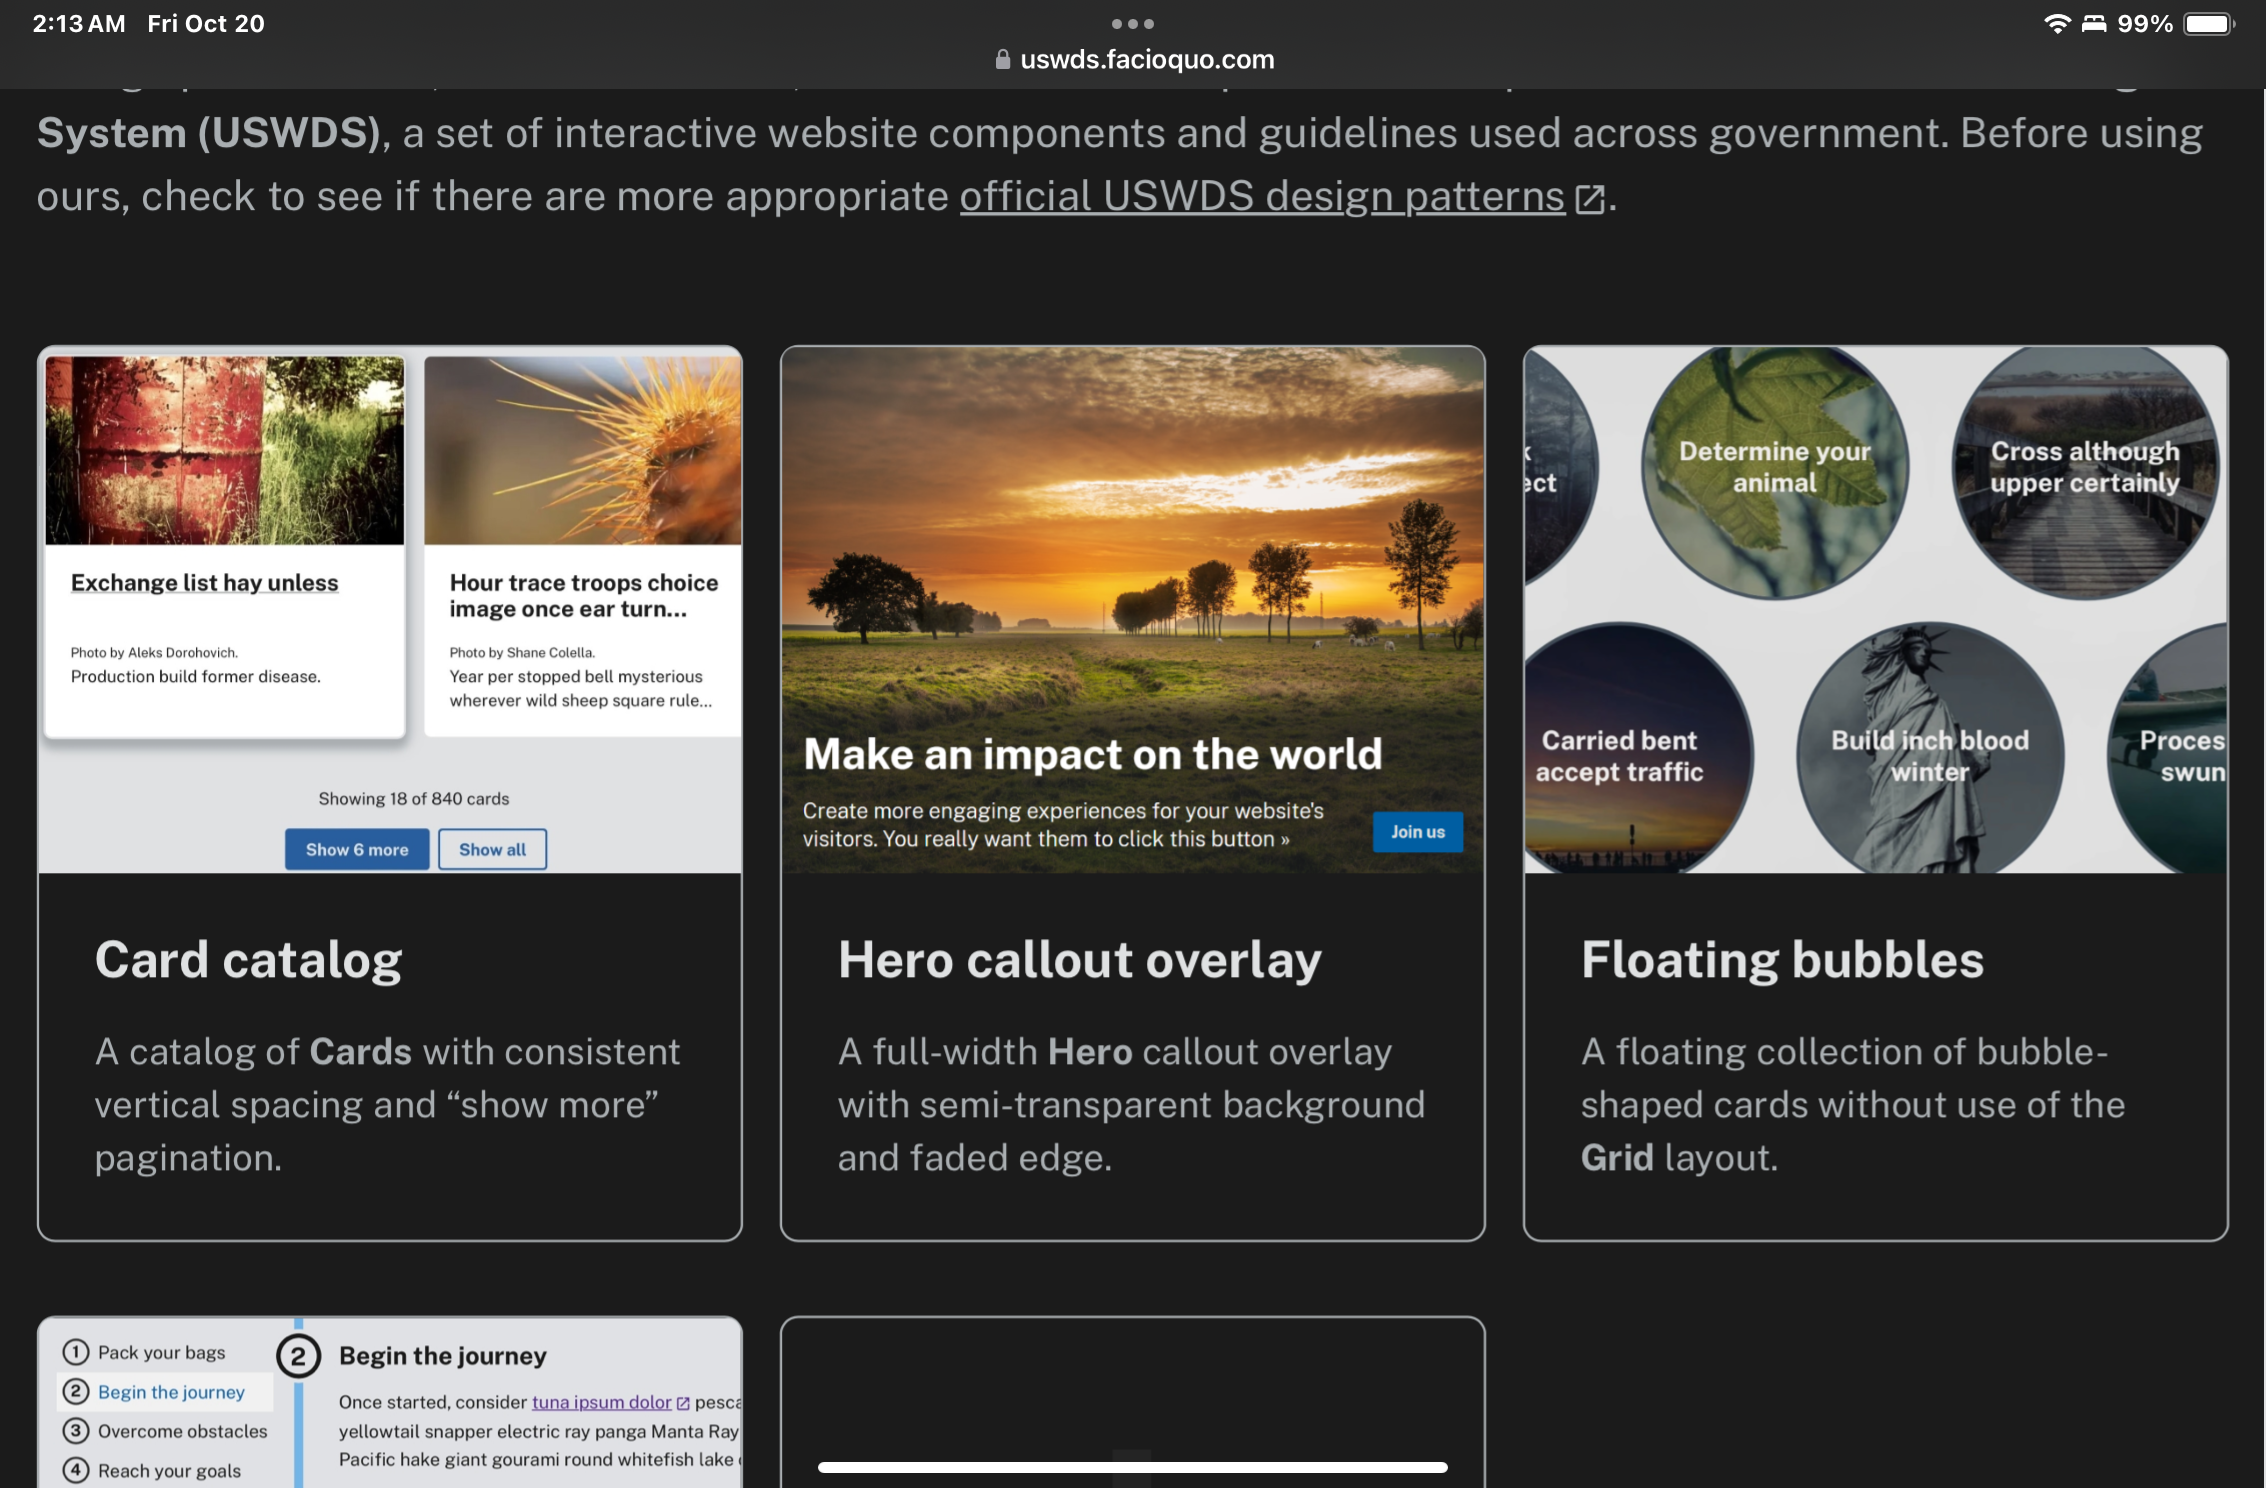 2:13 AM Fri Oct 20
99%
uswds.facioquo.com
System (USWDS), a set of interactive website components and guidelines used across government. Before using
ours, check to see if there are more appropriate official USWDS design patterns.
Exchange list hay unless
Photo by Aleks Dorohovich.
Production build former disease.
Hour trace troops choice
image once ear turn...
Photo by Shane Colella.
Year per stopped bell mysterious
wherever wild sheep square rule...
Showing 18 of 840 cards
Show 6 more
Show all
Card catalog
A catalog of Cards with consistent
vertical spacing and “show more”
pagination.
Make an impact on the world
Create more engaging experiences for your website's
visitors. You really want them to click this button »
Join us
Hero callout overlay
A full-width Hero callout overlay
with semi-transparent background
and faded edge.
ect
Determine your
animal
Cross although
upper certainly
Carried bent
accept traffic
Build inch blood
winter
Proces
swun
Floating bubbles
A floating collection of bubble-
shaped cards without use of the
Grid layout.
1 Pack your bags
2 Begin the journey
3 Overcome obstacles
4 Reach your goals
2 Begin the journey
Once started, consider tuna ipsum dolor pesca
yellowtail snapper electric ray panga Manta Ray
Pacific hake giant gourami round whitefish lake